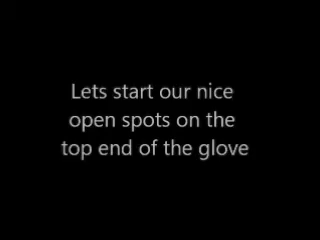 Lets start our nice
open spots on the
top end of the glove